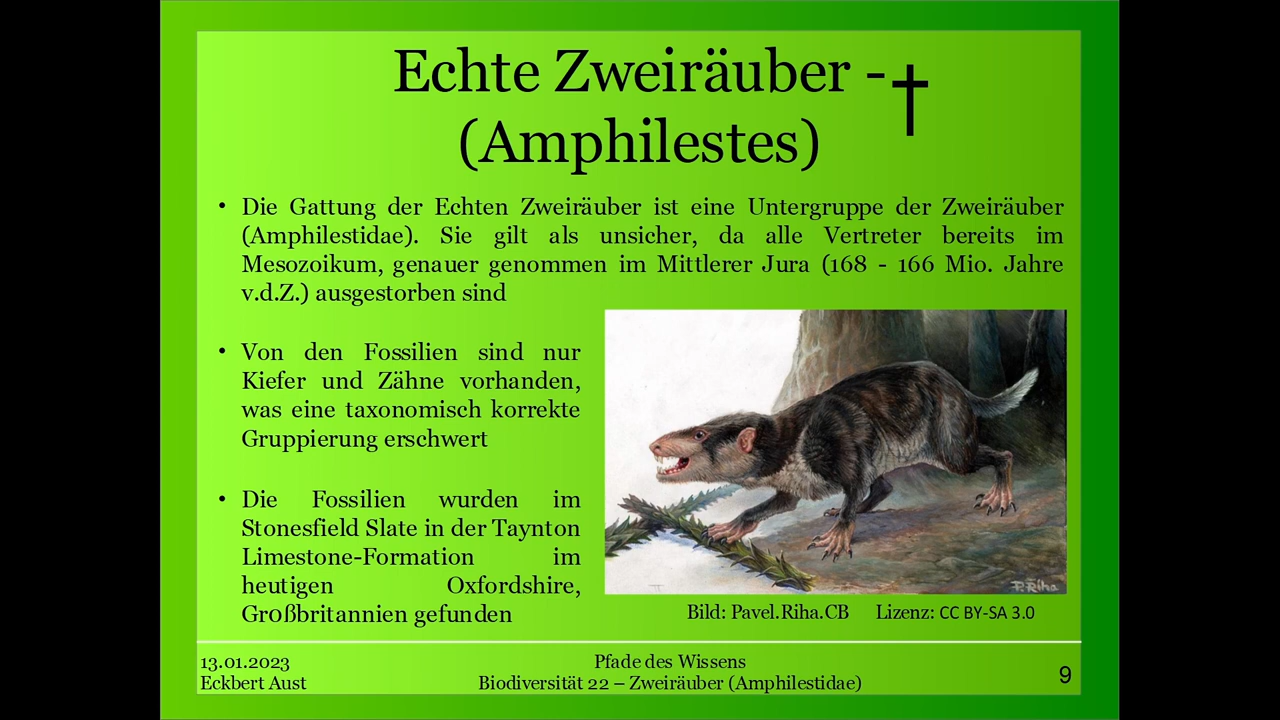 Echte Zweiräuber - †
(Amphilestes)
• Die Gattung der Echten Zweiräuber ist eine Untergruppe der Zweiräuber
(Amphilestidae). Sie gilt als unsicher, da alle Vertreter bereits im
Mesozoikum, genauer genommen im Mittlerer Jura (168 - 166 Mio. Jahre
v.d.Z.) ausgestorben sind
• Von den Fossilien sind nur
Kiefer und Zähne vorhanden,
was eine taxonomisch korrekte
Gruppierung erschwert
• Die Fossilien wurden im
Stonesfield Slate in der Taynton
Limestone-Formation im
heutigen Oxfordshire,
Großbritannien gefunden
P. Říha
Bild: Pavel.Riha.CB Lizenz: CC BY-SA 3.0
13.01.2023
Eckbert Aust
Pfade des Wissens
Biodiversität 22 – Zweiräuber (Amphilestidae)
9